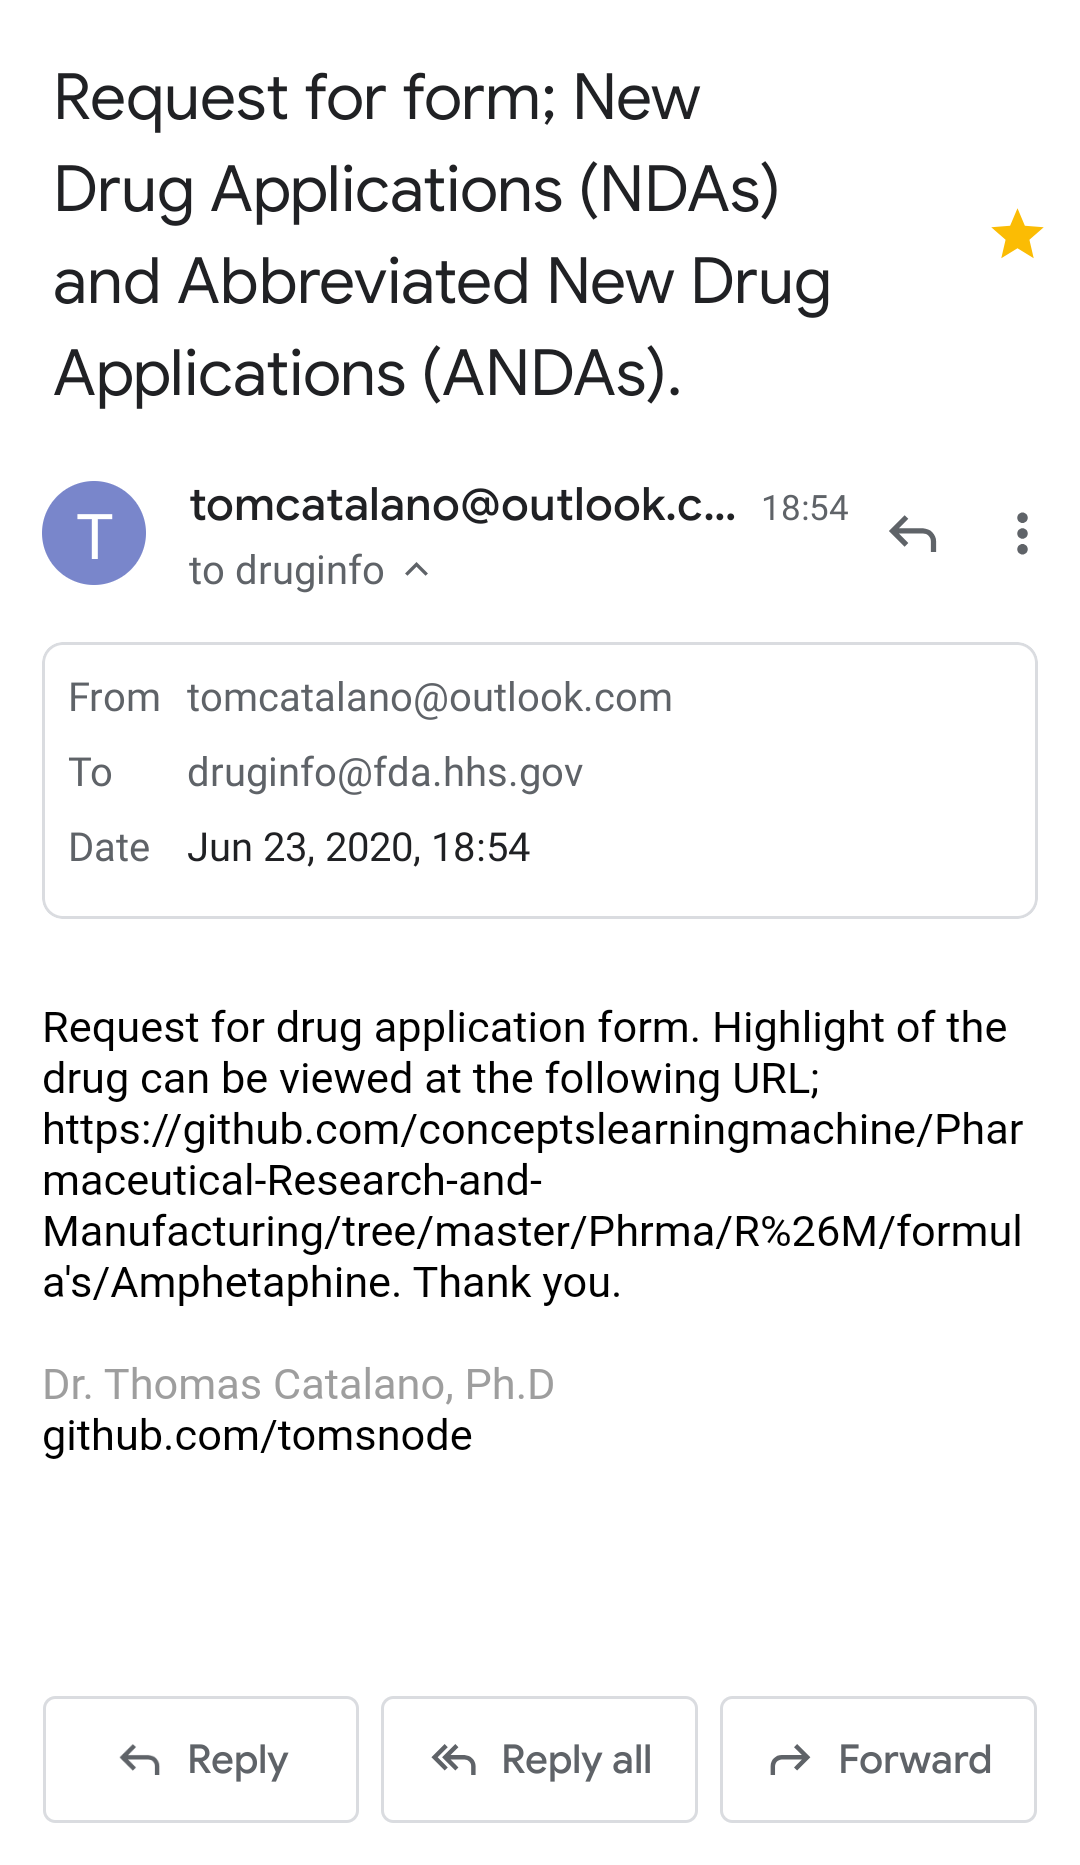 Request for form; New
Drug Applications (NDAs)
and Abbreviated New Drug
Applications (ANDAs).
T
tomcatalano@outlook.c... 18:54
to druginfo
From tomcatalano@outlook.com
To druginfo@fda.hhs.gov
Date Jun 23, 2020, 18:54
Request for drug application form. Highlight of the
drug can be viewed at the following URL;
https://github.com/conceptslearningmachine/Phar
maceutical-Research-and-
Manufacturing/tree/master/Phrma/R%26M/formul
a's/Amphetaphine. Thank you.
Dr. Thomas Catalano, Ph.D
github.com/tomsnode
Reply Reply all Forward